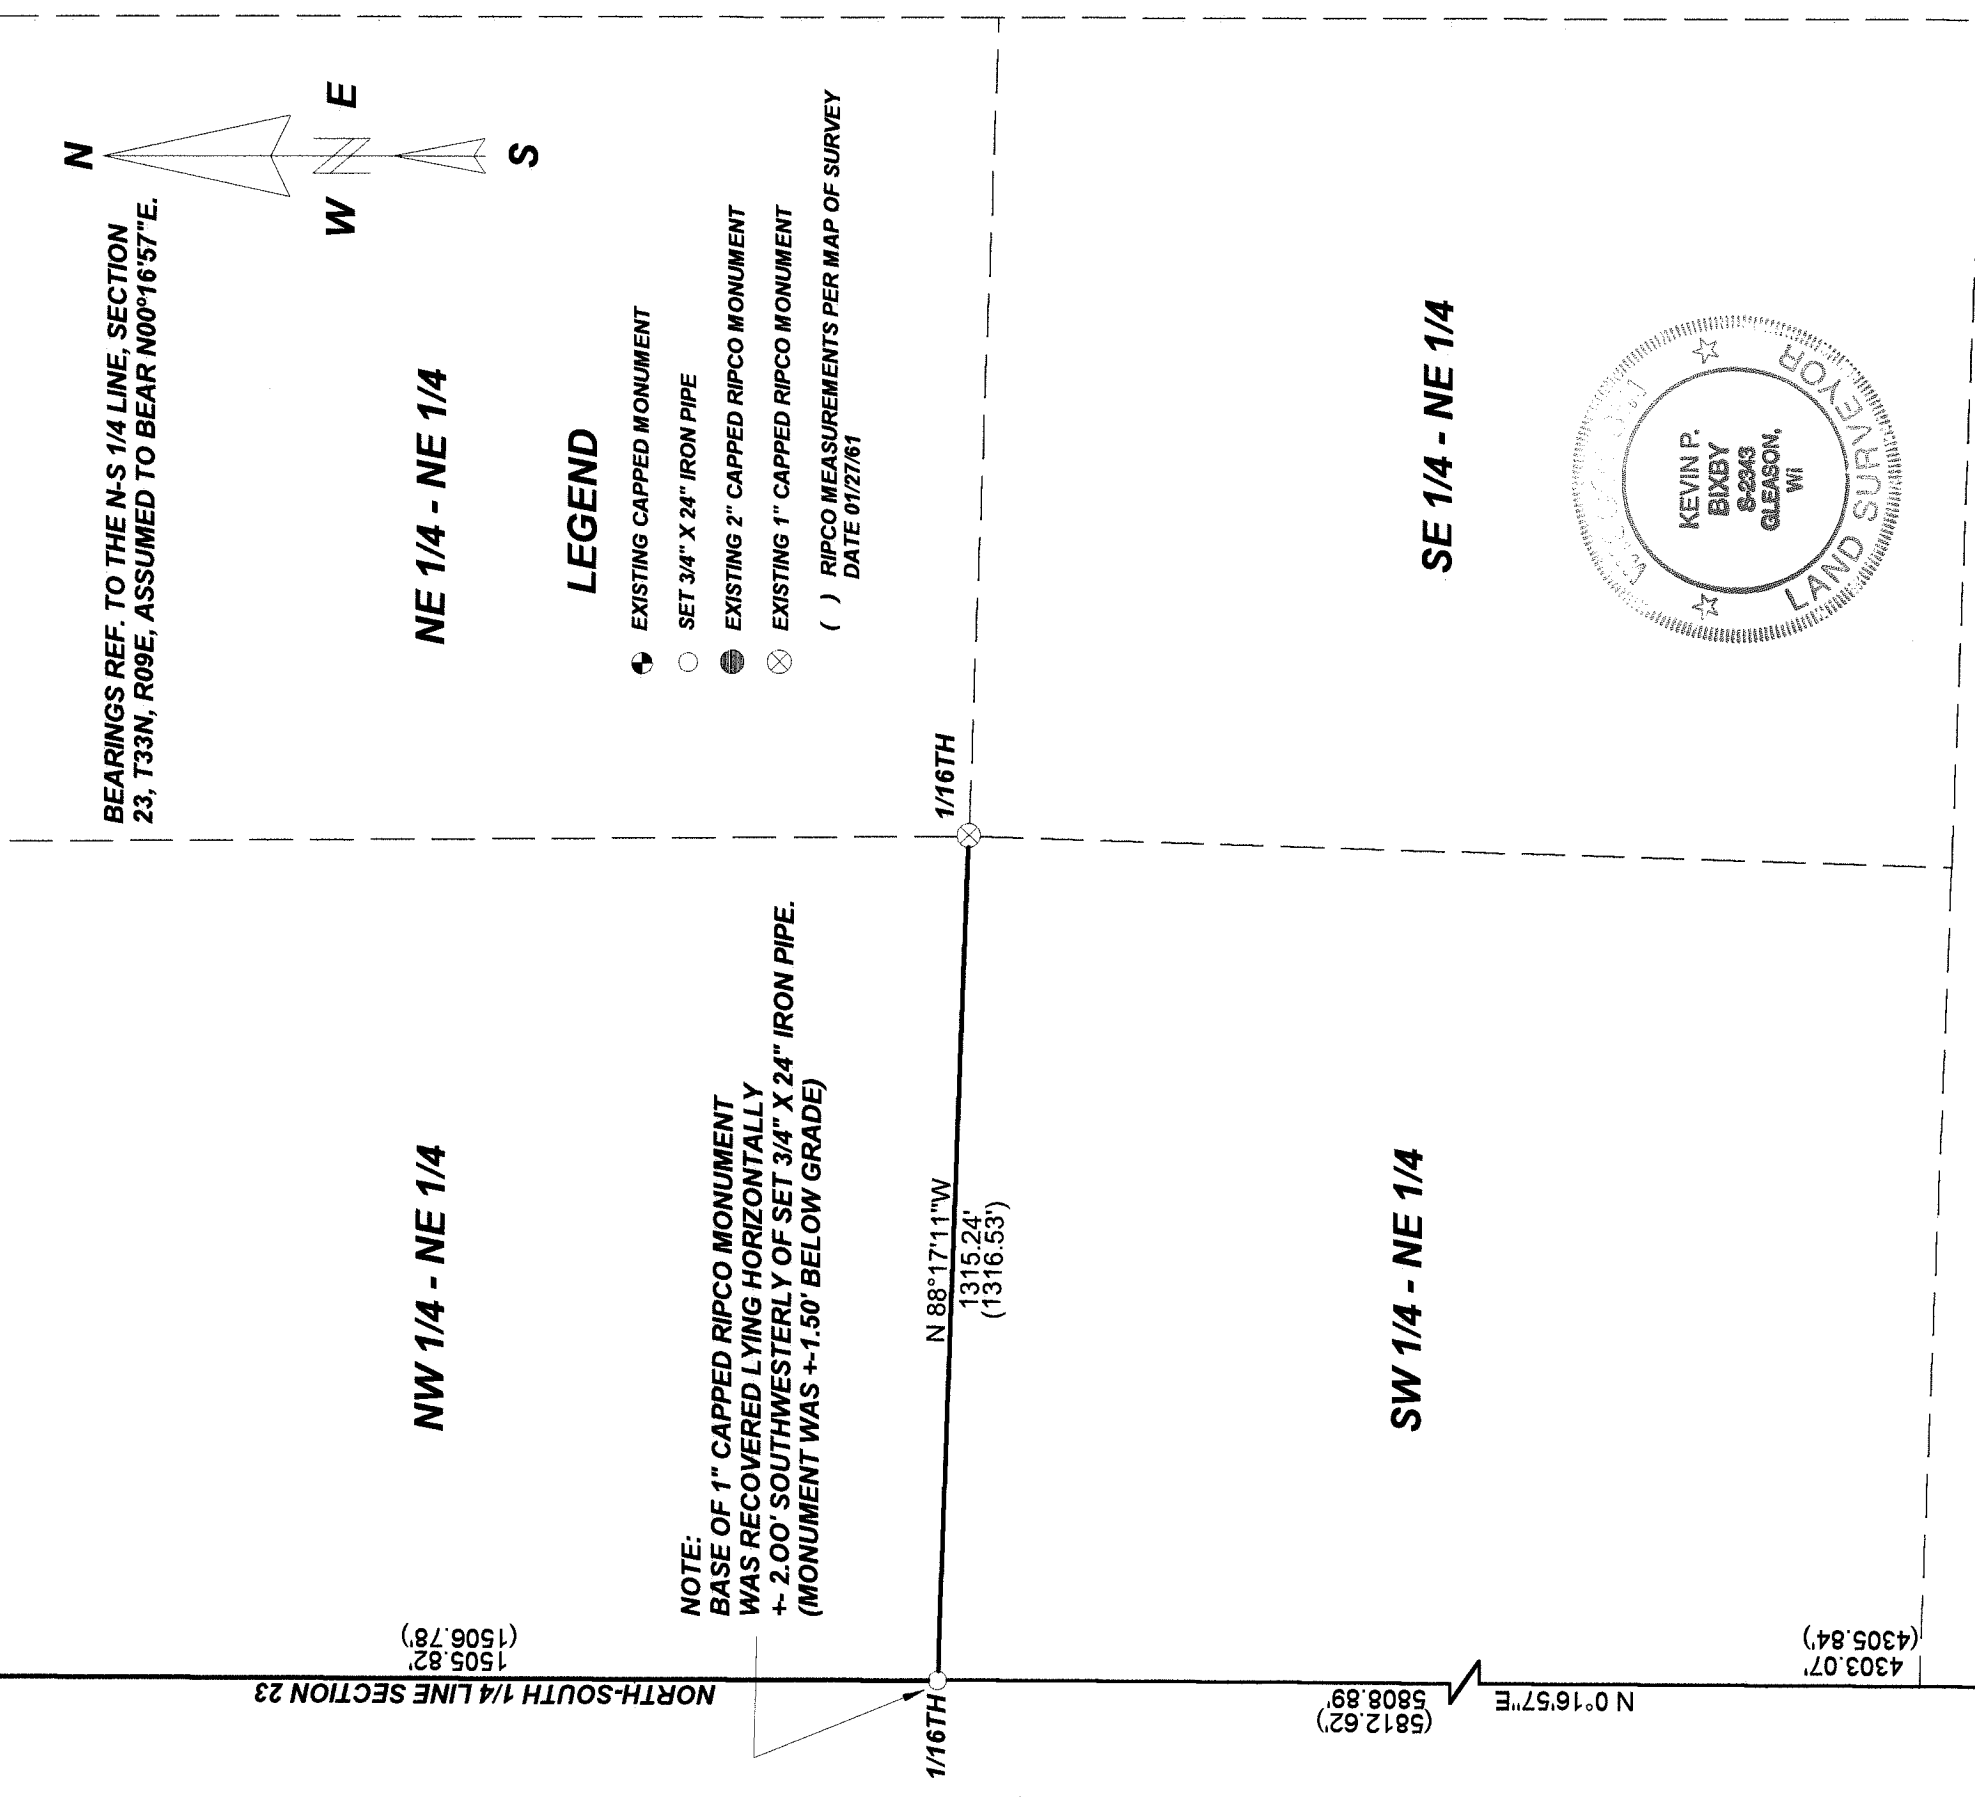 BEARINGS REF. TO THE N-S 1/4 LINE, SECTION
23, T33N, R09E, ASSUMED TO BEAR N00º16'57"E.
N
W
E
S
NW 1/4 - NE 1/4
NE 1/4 - NE 1/4
LEGEND
EXISTING CAPPED MONUMENT
SET 3/4" X 24" IRON PIPE
EXISTING 2" CAPPED RIPCO MONUMENT
EXISTING 1" CAPPED RIPCO MONUMENT
( ) RIPCO MEASUREMENTS PER MAP OF SURVEY
DATE 01/27/61
NOTE:
BASE OF 1" CAPPED RIPCO MONUMENT
WAS RECOVERED LYING HORIZONTALLY
+- 2.OO' SOUTHWESTERLY OF SET 3/4" X 24" IRON PIPE.
(MONUMENT WAS +-1.50' BELOW GRADE)
NORTH-SOUTH 1/4 LINE SECTION 23
1505.82'
(1506.78')
1/16TH
1/16TH
N 88°17'11"W
1315.24'
(1316.53')
SW 1/4 - NE 1/4
SE 1/4 - NE 1/4
(5812.62')
5808.89'
N 0°16'57"E
4303.07'
(4305.84')
KEVIN P.
BIXBY
S-2343
GLEASON,
WI
LAND SURVEYOR